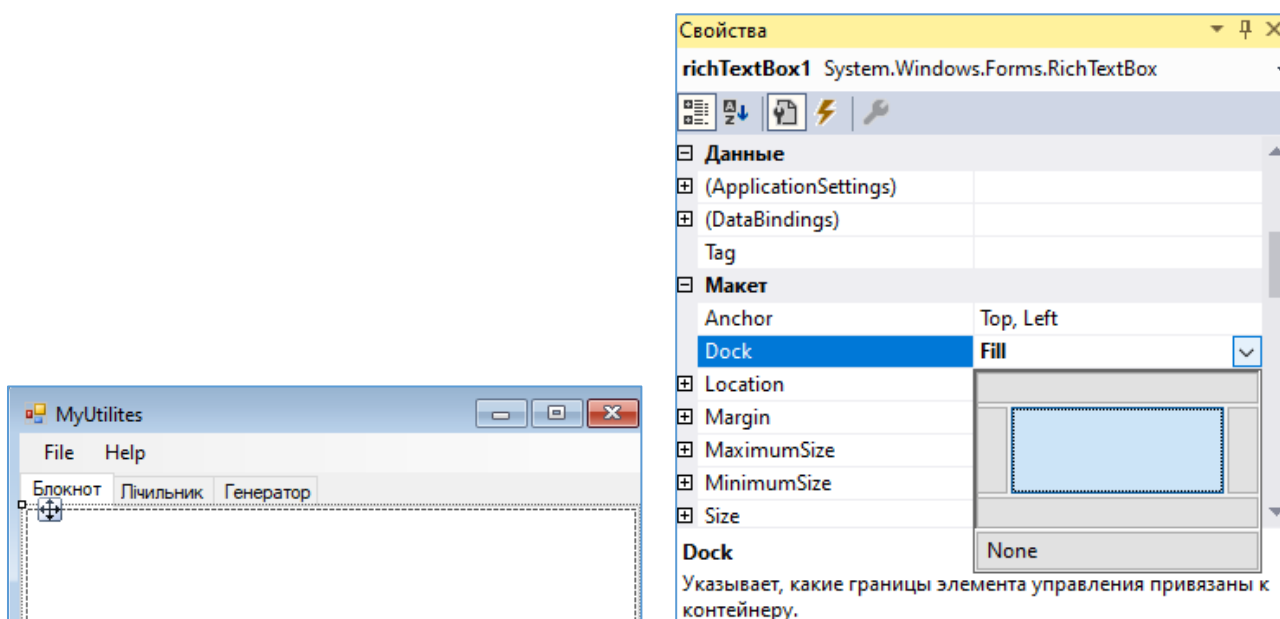 MyUtilites
File Help
Блокнот Лічильник Генератор
Свойства
richTextBox1 System.Windows.Forms.RichTextBox
Данные
(ApplicationSettings)
(DataBindings)
Tag
Макет
Anchor Top, Left
Dock Fill
Location
Margin
MaximumSize
MinimumSize
Size
None
Dock
Указывает, какие границы элемента управления привязаны к
контейнеру.